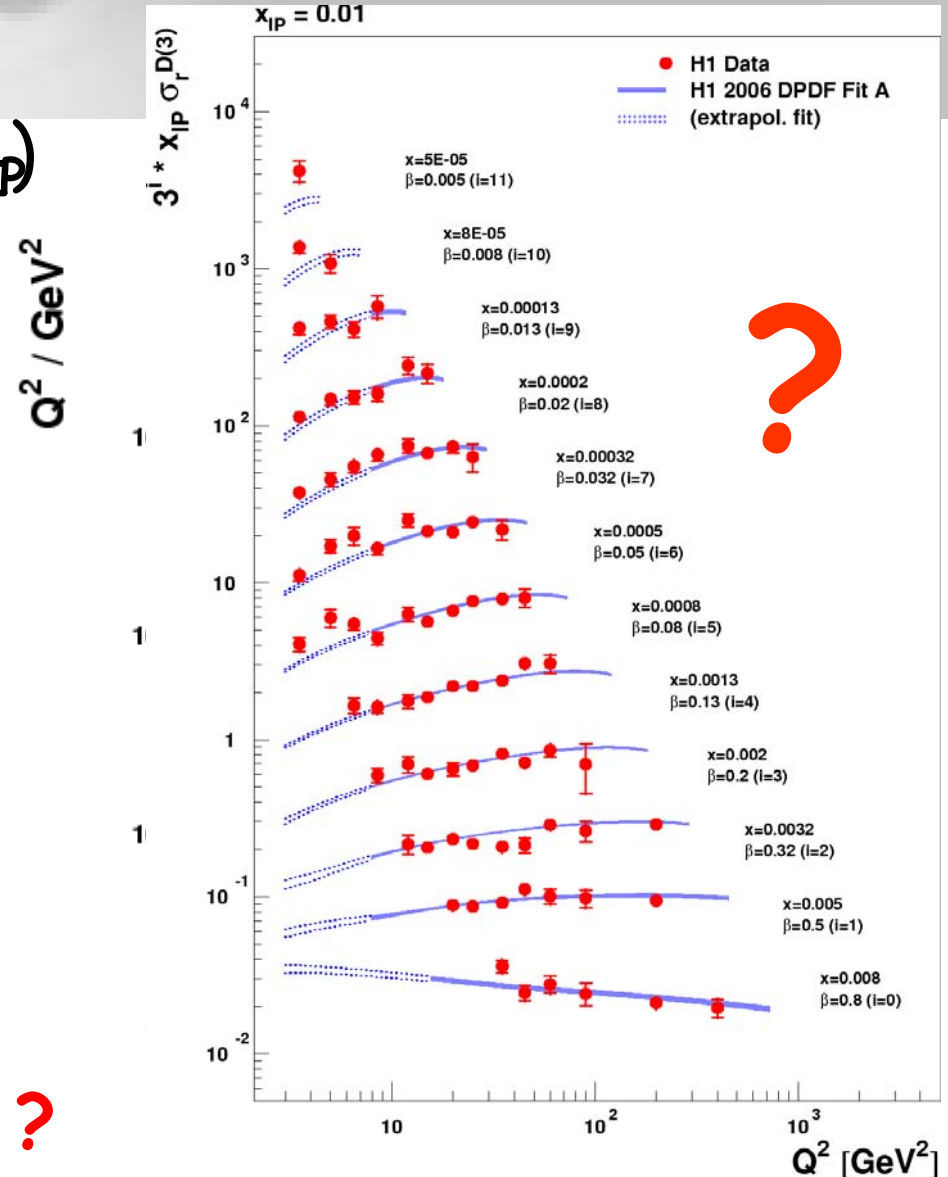 x_IP = 0.01
3^i * x_IP σ_r^D(3)
H1 Data
H1 2006 DPDF Fit A
(extrapol. fit)
10^4
10^3
10^2
10
1
10^-1
10^-2
x=5E-05
β=0.005 (i=11)
x=8E-05
β=0.008 (i=10)
x=0.00013
β=0.013 (i=9)
x=0.0002
β=0.02 (i=8)
x=0.00032
β=0.032 (i=7)
x=0.0005
β=0.05 (i=6)
x=0.0008
β=0.08 (i=5)
x=0.0013
β=0.13 (i=4)
x=0.002
β=0.2 (i=3)
x=0.0032
β=0.32 (i=2)
x=0.005
β=0.5 (i=1)
x=0.008
β=0.8 (i=0)
10 10^2 10^3
Q^2 [GeV^2]
Q^2 / GeV^2
?
?